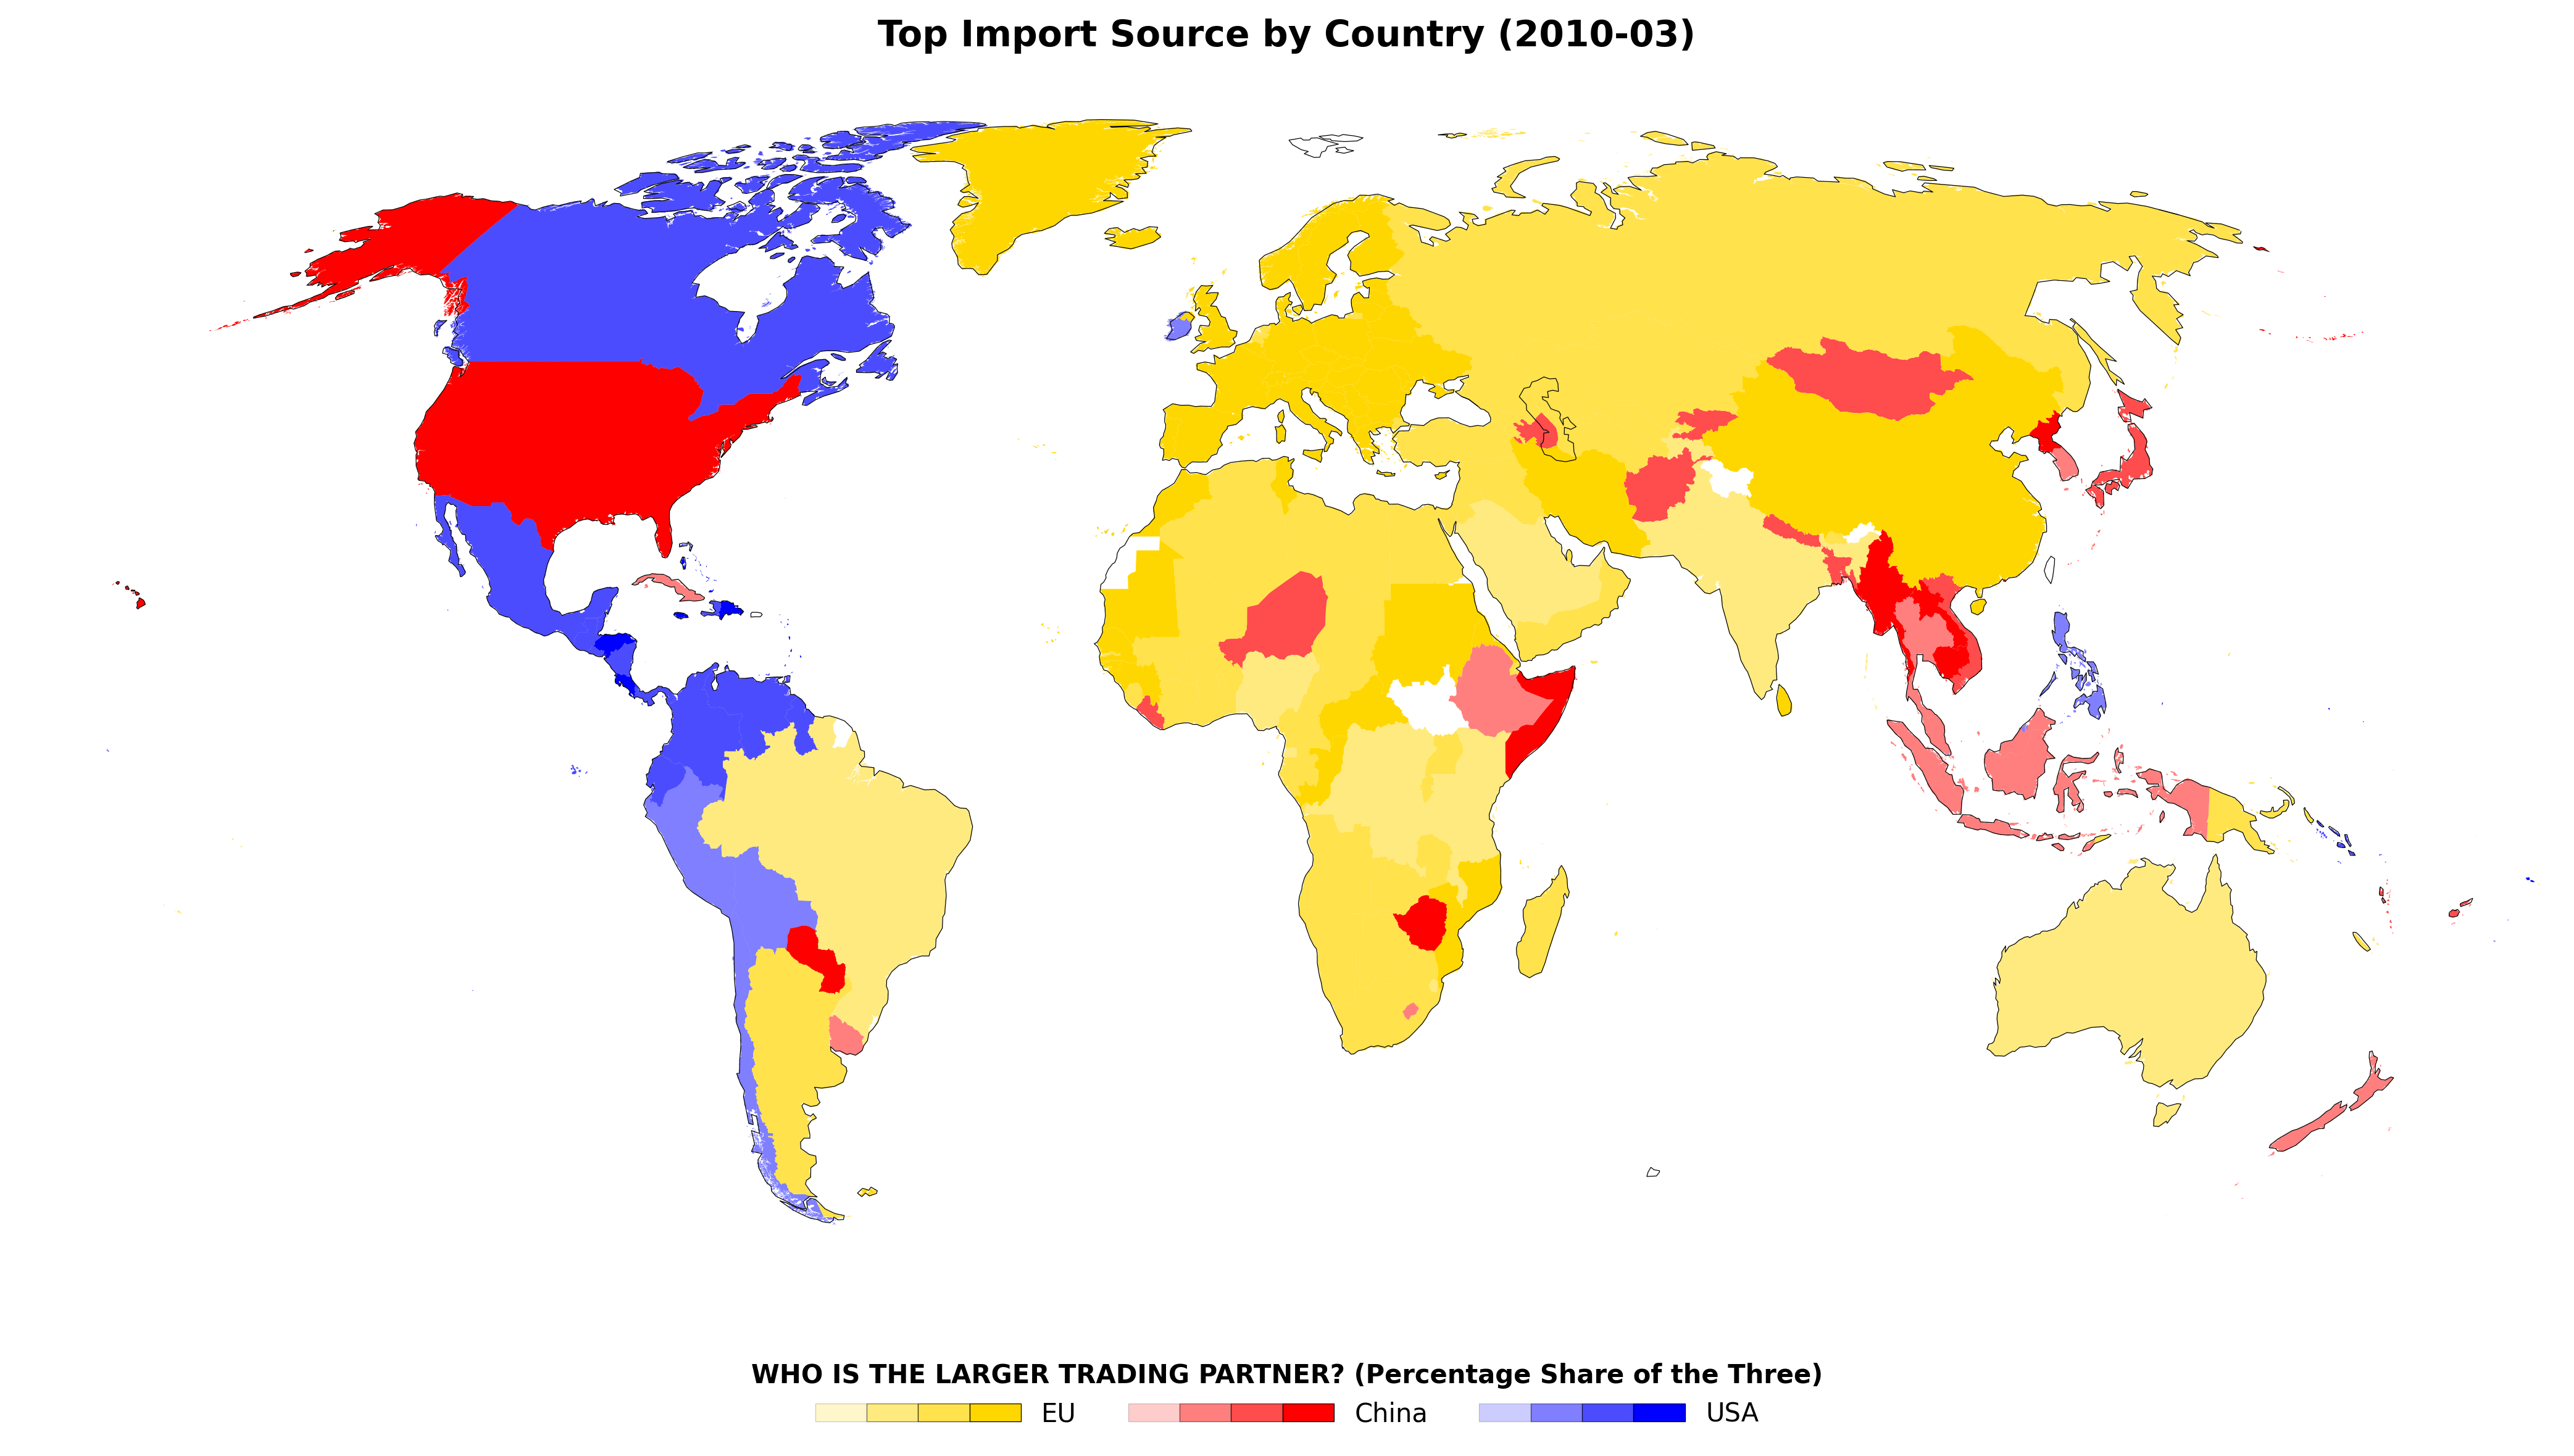 Top Import Source by Country (2010-03)
WHO IS THE LARGER TRADING PARTNER? (Percentage Share of the Three)
EU China USA